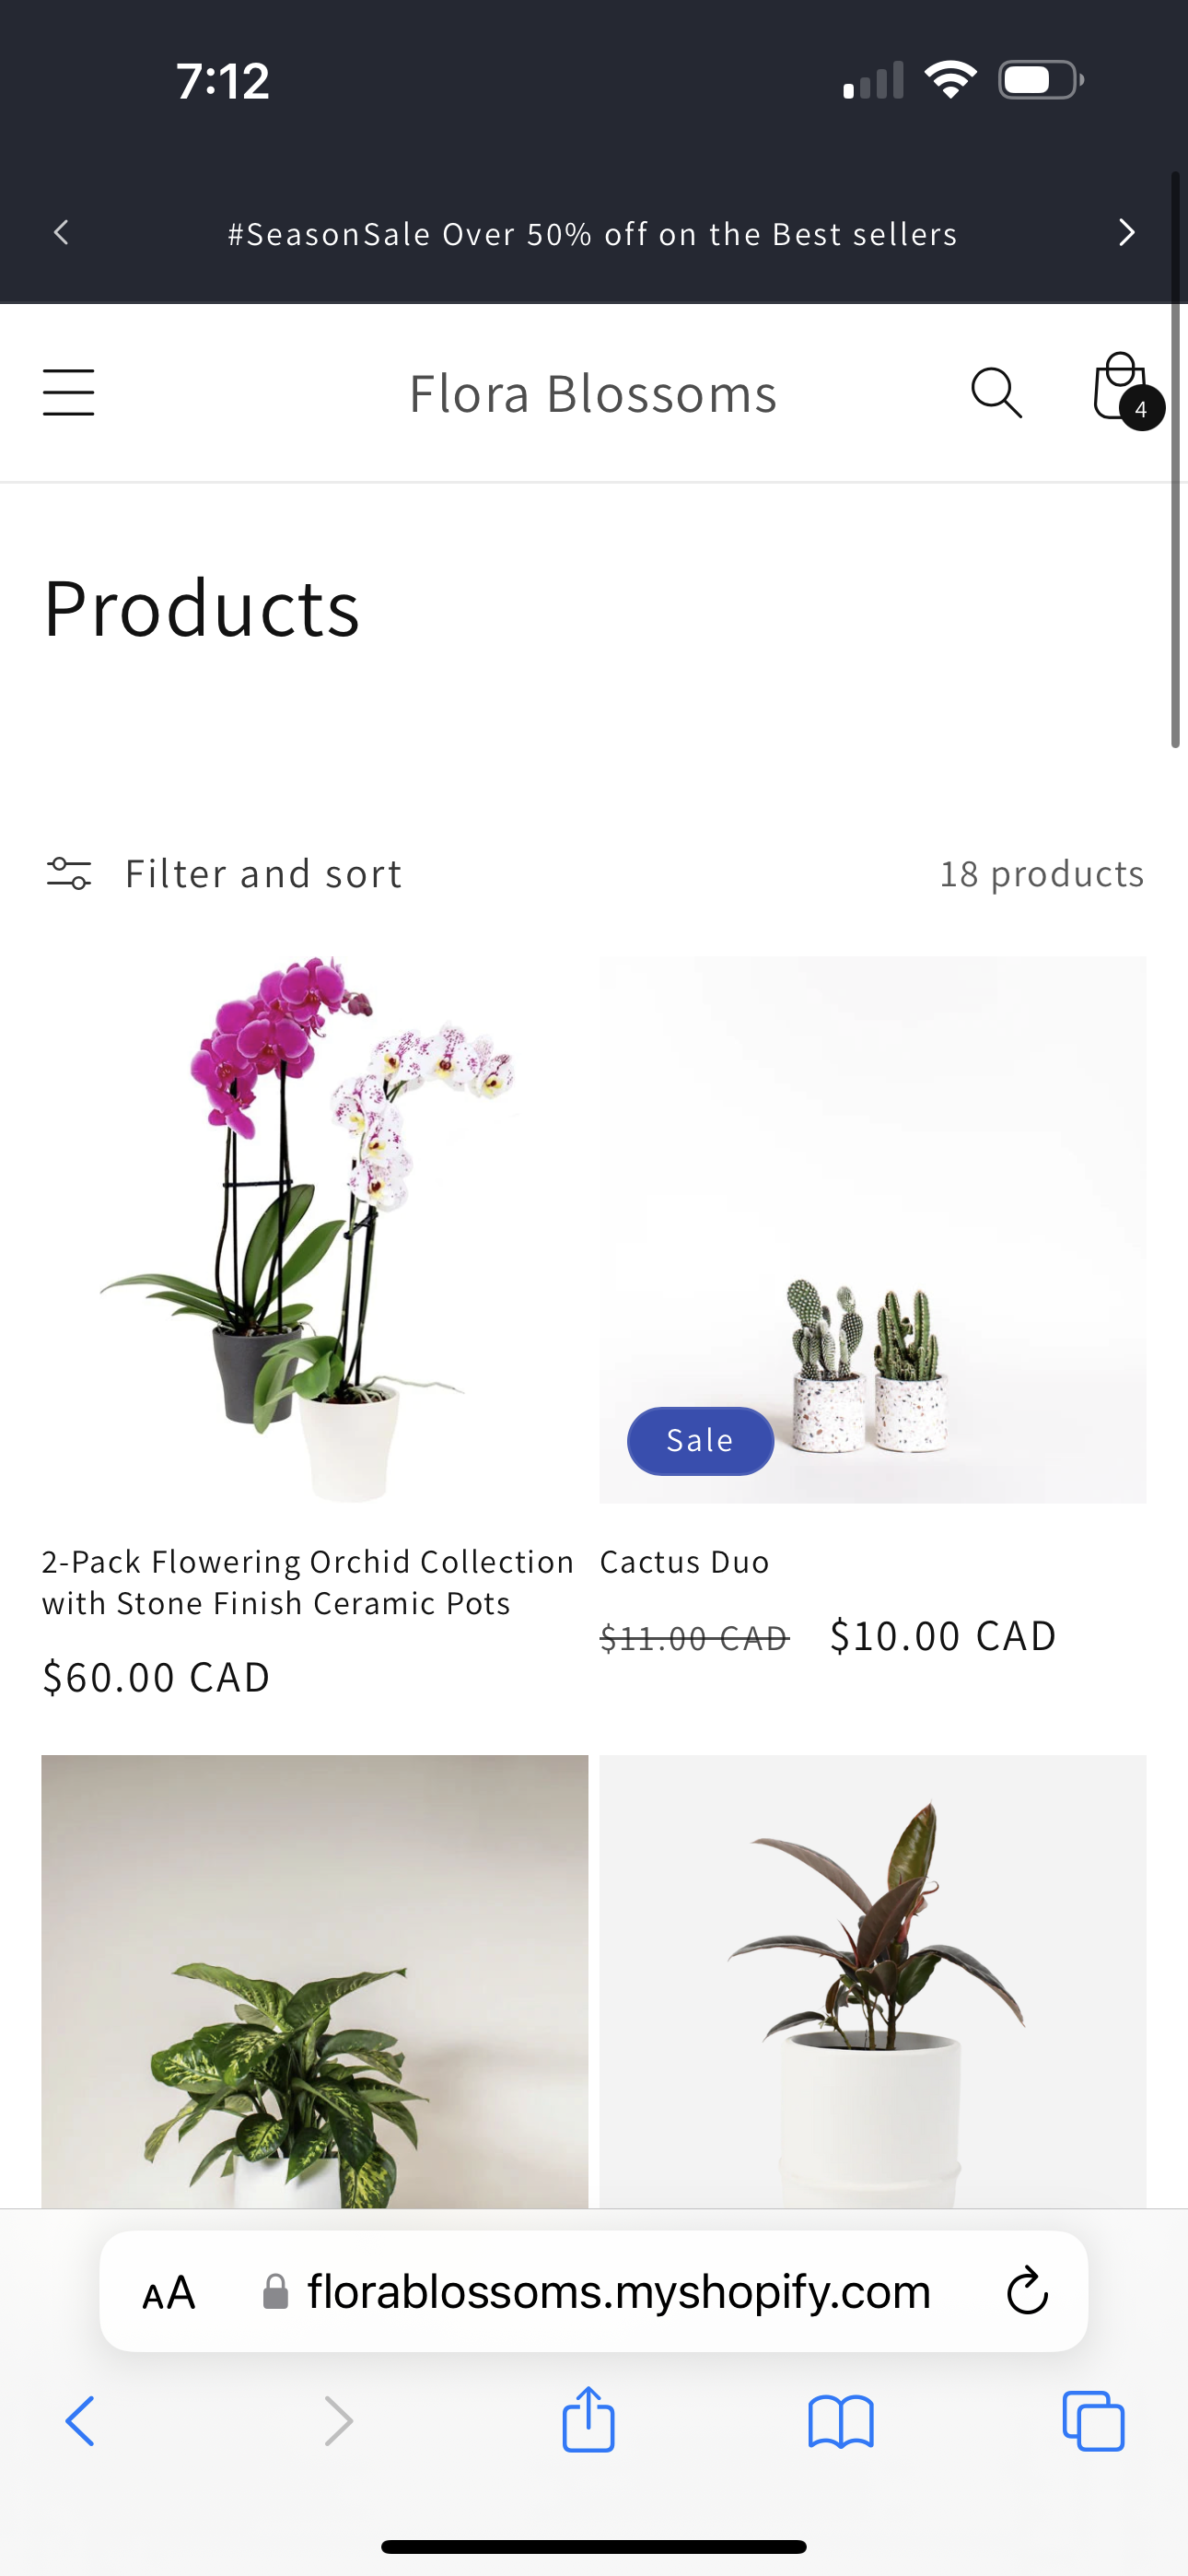 7:12
#SeasonSale Over 50% off on the Best sellers
Flora Blossoms
4
Products
Filter and sort
18 products
2-Pack Flowering Orchid Collection
with Stone Finish Ceramic Pots
$60.00 CAD
Sale
Cactus Duo
$11.00 CAD $10.00 CAD
AA
florablossoms.myshopify.com